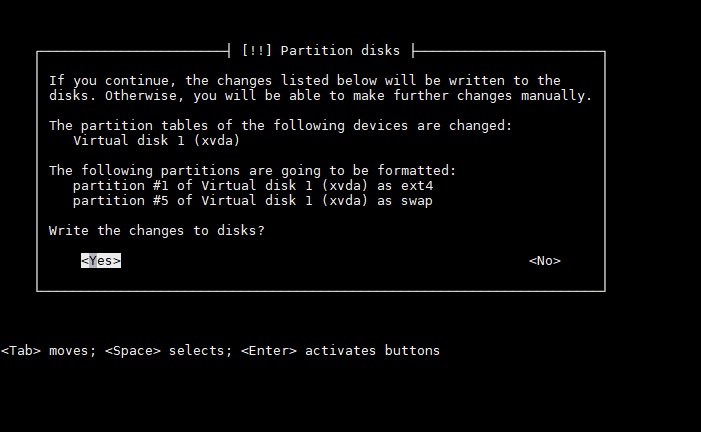 [!!] Partition disks
If you continue, the changes listed below will be written to the
disks. Otherwise, you will be able to make further changes manually.
The partition tables of the following devices are changed:
Virtual disk 1 (xvda)
The following partitions are going to be formatted:
partition #1 of Virtual disk 1 (xvda) as ext4
partition #5 of Virtual disk 1 (xvda) as swap
Write the changes to disks?
<Yes> <No>
<Tab> moves; <Space> selects; <Enter> activates buttons